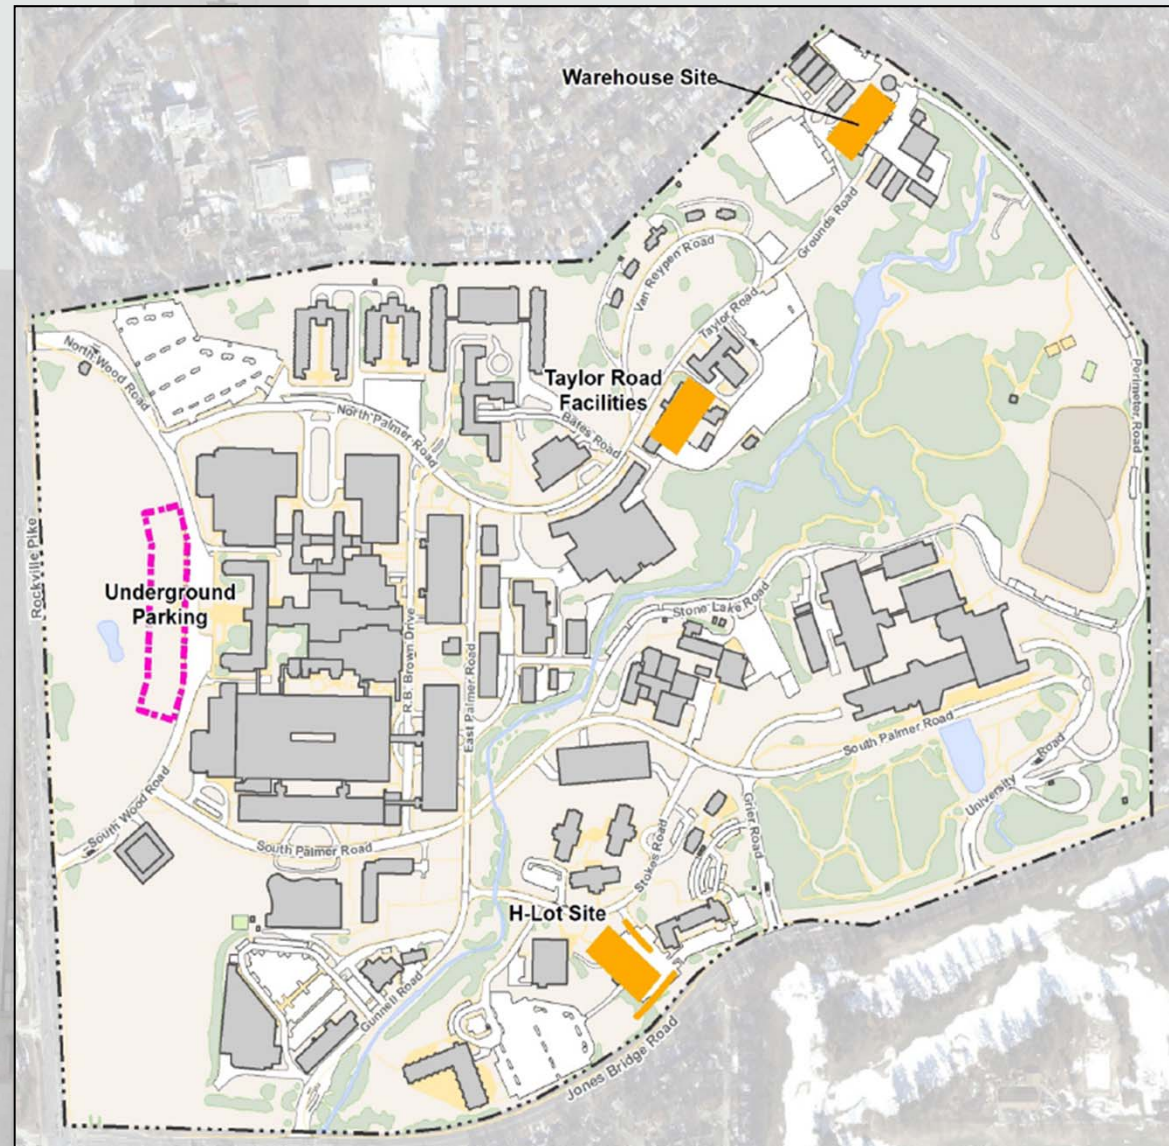 Warehouse Site
Grounds Road
Van Reypen Road
Taylor Road
North Wood Road
Perimeter Road
Taylor Road
Facilities
North Palmer Road
Bates Road
Rockville Pike
Underground
Parking
Stone Lake Road
R.B. Brown Drive
East Palmer Road
South Palmer Road
University Road
South Wood Road
Grier Road
South Palmer Road
Stokes Road
H-Lot Site
Gunnell Road
Jones Bridge Road